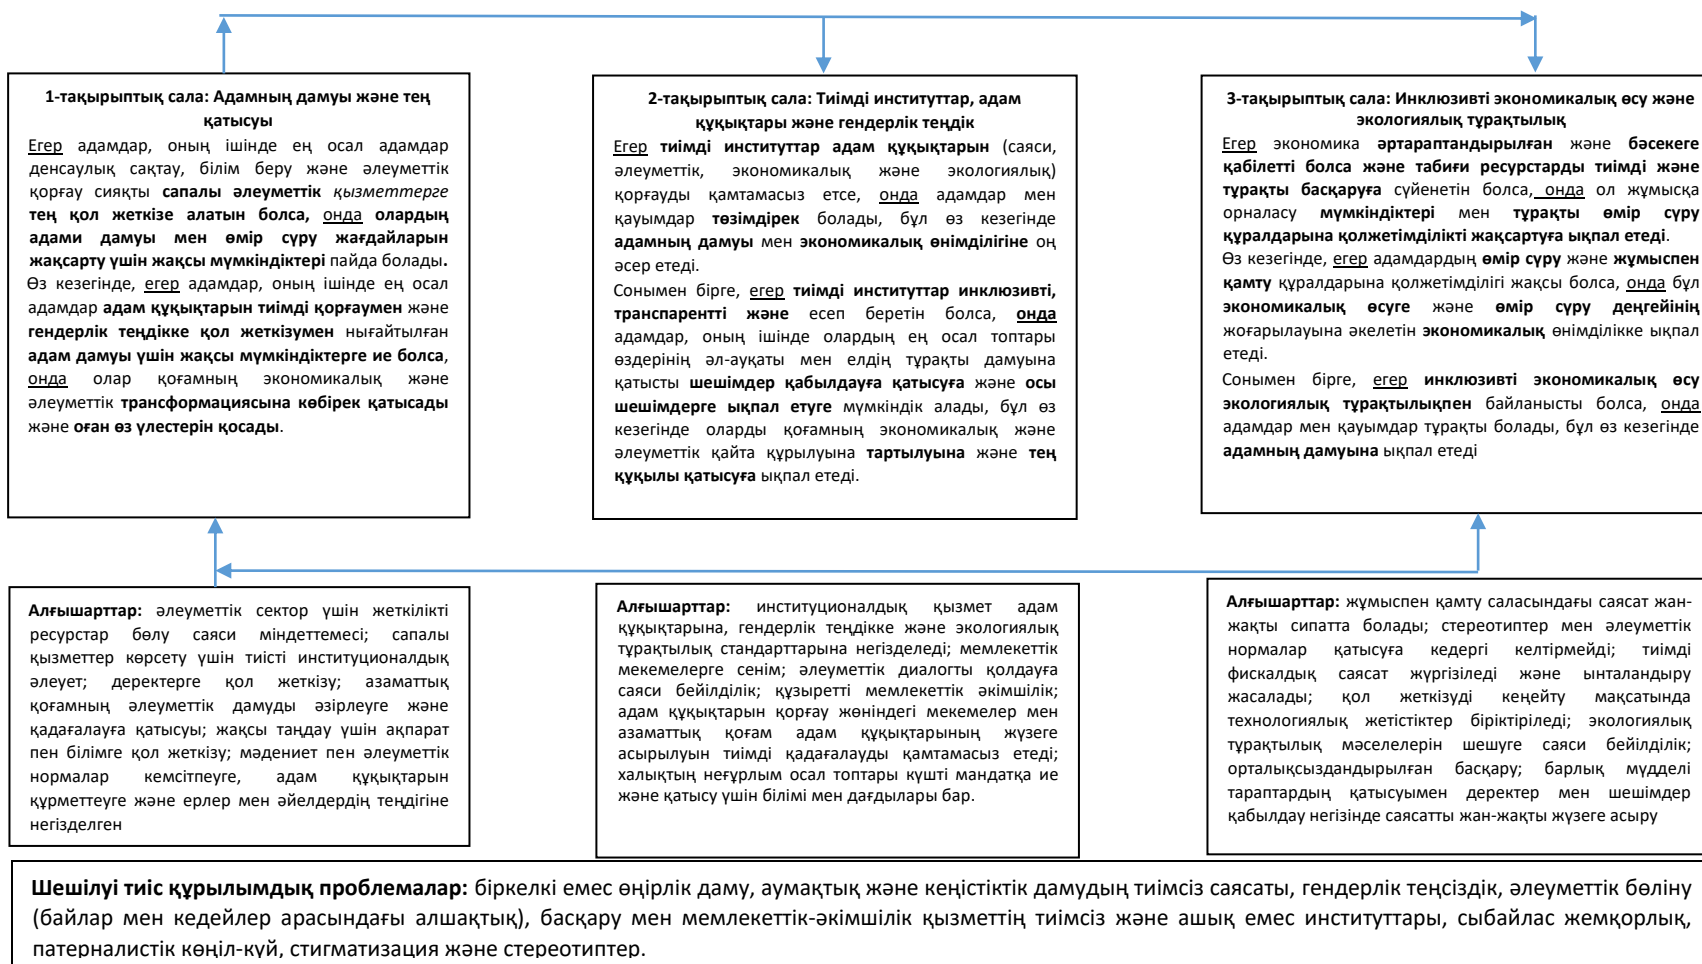 1-тақырыптық сала: Адамның дамуы және тең
қатысуы
Егер адамдар, оның ішінде ең осал адамдар
денсаулық сақтау, білім беру және әлеуметтік
қорғау сияқты сапалы әлеуметтік қызметтерге
тең қол жеткізе алатын болса, онда олардың
адами дамуы мен өмір сүру жағдайларын
жақсарту үшін жақсы мүмкіндіктері пайда болады.
Өз кезегінде, егер адамдар, оның ішінде ең осал
адамдар адам құқықтарын тиімді қорғаумен және
гендерлік теңдікке қол жеткізумен нығайтылған
адам дамуы үшін жақсы мүмкіндіктерге ие болса,
онда олар қоғамның экономикалық және
әлеуметтік трансформациясына көбірек қатысады
және оған өз үлестерін қосады.
2-тақырыптық сала: Тиімді институттар, адам
құқықтары және гендерлік теңдік
Егер тиімді институттар адам құқықтарын (саяси,
әлеуметтік, экономикалық және экологиялық)
қорғауды қамтамасыз етсе, онда адамдар мен
қауымдар төзімдірек болады, бұл өз кезегінде
адамның дамуы мен экономикалық өнімділігіне оң
әсер етеді.
Сонымен бірге, егер тиімді институттар инклюзивті,
транспарентті және есеп беретін болса, онда
адамдар, оның ішінде олардың ең осал топтары
өздерінің әл-ауқаты мен елдің тұрақты дамуына
қатысты шешімдер қабылдауға қатысуға және осы
шешімдерге ықпал етуге мүмкіндік алады, бұл өз
кезегінде оларды қоғамның экономикалық және
әлеуметтік қайта құрылуына тартылуына және тең
құқылы қатысуға ықпал етеді.
3-тақырыптық сала: Инклюзивті экономикалық өсу және
экологиялық тұрақтылық
Егер экономика әртараптандырылған және бәсекеге
қабілетті болса және табиғи ресурстарды тиімді және
тұрақты басқаруға сүйенетін болса, онда ол жұмысқа
орналасу мүмкіндіктері мен тұрақты өмір сүру
құралдарына қолжетімділікті жақсартуға ықпал етеді.
Өз кезегінде, егер адамдардың өмір сүру және жұмыспен
қамту құралдарына қолжетімділігі жақсы болса, онда бұл
экономикалық өсуге және өмір сүру деңгейінің
жоғарылауына әкелетін экономикалық өнімділікке ықпал
етеді.
Сонымен бірге, егер инклюзивті экономикалық өсу
экологиялық тұрақтылықпен байланысты болса, онда
адамдар мен қауымдар тұрақты болады, бұл өз кезегінде
адамның дамуына ықпал етеді
Алғышарттар: әлеуметтік сектор үшін жеткілікті
ресурстар бөлу саяси міндеттемесі; сапалы
қызметтер көрсету үшін тиісті институционалдық
әлеует; деректерге қол жеткізу; азаматтық
қоғамның әлеуметтік дамуды әзірлеуге және
қадағалауға қатысуы; жақсы таңдау үшін ақпарат
пен білімге қол жеткізу; мәдениет пен әлеуметтік
нормалар кемсітпеуге, адам құқықтарын
құрметтеуге және ерлер мен әйелдердің теңдігіне
негізделген
Алғышарттар: институционалдық қызмет адам
құқықтарына, гендерлік теңдікке және экологиялық
тұрақтылық стандарттарына негізделеді; мемлекеттік
мекемелерге сенім; әлеуметтік диалогты қолдауға
саяси бейілділік; құзыретті мемлекеттік әкімшілік;
адам құқықтарын қорғау жөніндегі мекемелер мен
азаматтық қоғам адам құқықтарының жүзеге
асырылуын тиімді қадағалауды қамтамасыз етеді;
халықтың неғұрлым осал топтары күшті мандатқа ие
және қатысу үшін білімі мен дағдылары бар.
Алғышарттар: жұмыспен қамту саласындағы саясат жан-
жақты сипатта болады; стереотиптер мен әлеуметтік
нормалар қатысуға кедергі келтірмейді; тиімді
фискалдық саясат жүргізіледі және ынталандыру
жасалады; қол жеткізуді кеңейту мақсатында
технологиялық жетістіктер біріктіріледі; экологиялық
тұрақтылық мәселелерін шешуге саяси бейілділік;
орталықсыздандырылған басқару; барлық мүдделі
тараптардың қатысуымен деректер мен шешімдер
қабылдау негізінде саясатты жан-жақты жүзеге асыру
Шешілуі тиіс құрылымдық проблемалар: біркелкі емес өңірлік даму, аумақтық және кеңістіктік дамудың тиімсіз саясаты, гендерлік теңсіздік, әлеуметтік бөліну
(байлар мен кедейлер арасындағы алшақтық), басқару мен мемлекеттік-әкімшілік қызметтің тиімсіз және ашық емес институттары, сыбайлас жемқорлық,
патерналистік көңіл-күй, стигматизация және стереотиптер.